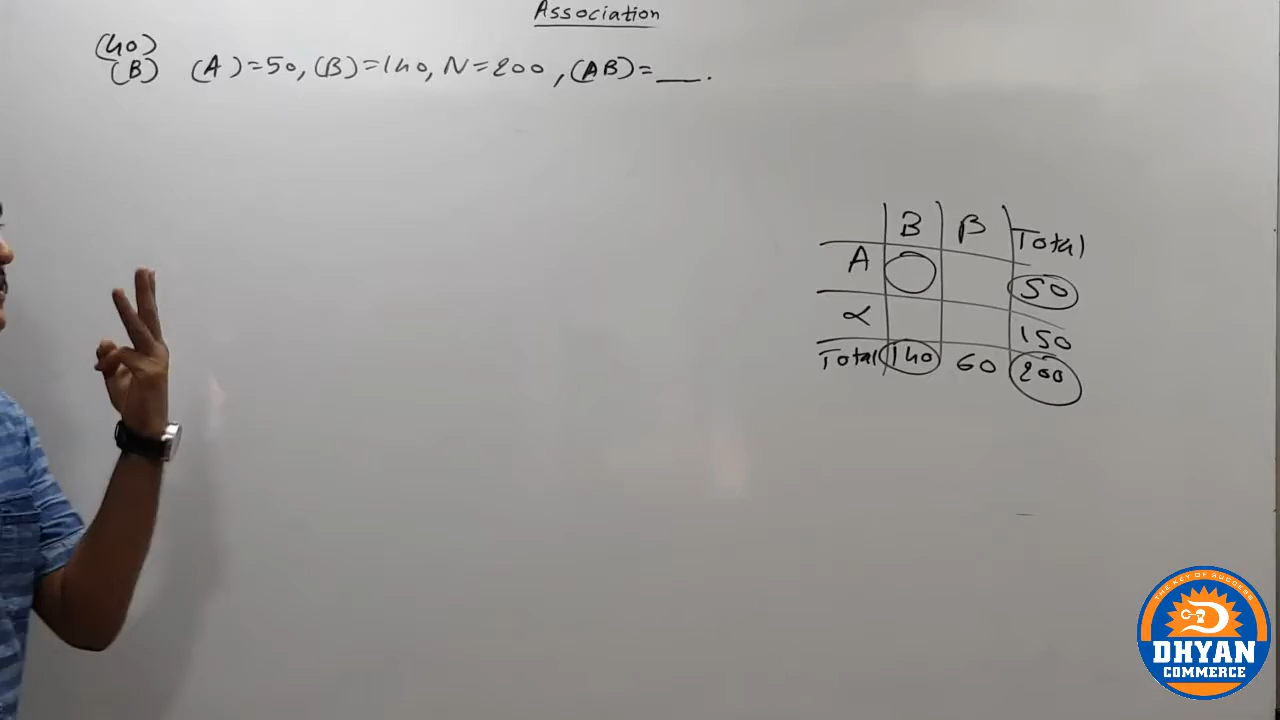 Association
(40)
(B) (A)=50, (B)=140, N=200, (AB)=___.
B β Total
A 50
α 150
Total 140 60 200
THE KEY OF SUCCESS
DHYAN
COMMERCE